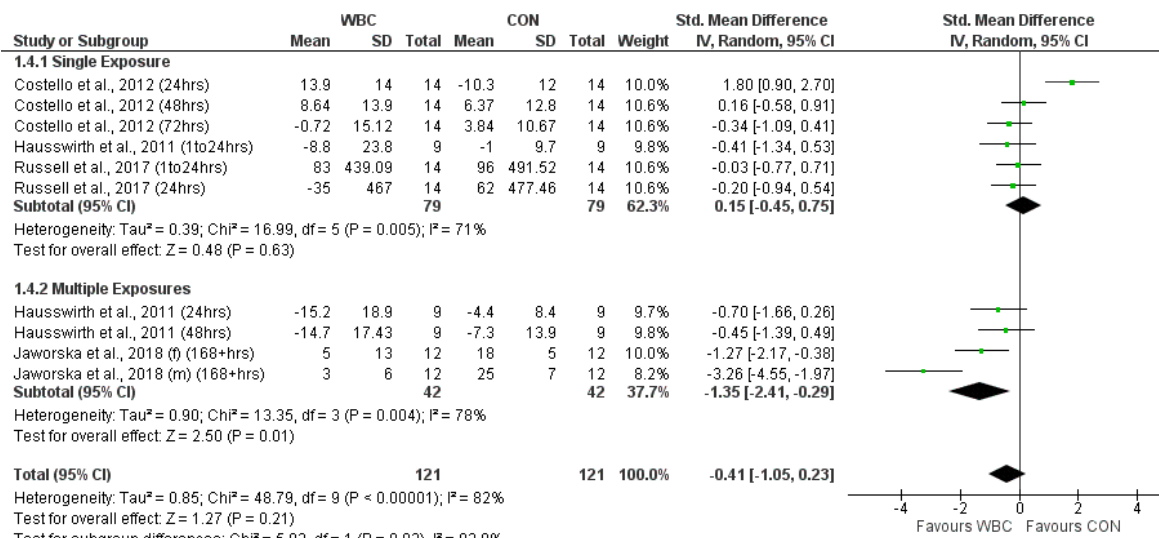 WBC CON Std. Mean Difference Std. Mean Difference
Study or Subgroup Mean SD Total Mean SD Total Weight IV, Random, 95% CI IV, Random, 95% CI
1.4.1 Single Exposure
Costello et al., 2012 (24hrs) 13.9 14 14 -10.3 12 14 10.0% 1.80 [0.90, 2.70]
Costello et al., 2012 (48hrs) 8.64 13.9 14 6.37 12.8 14 10.6% 0.16 [-0.58, 0.91]
Costello et al., 2012 (72hrs) -0.72 15.12 14 3.84 10.67 14 10.6% -0.34 [-1.09, 0.41]
Hausswirth et al., 2011 (1to24hrs) -8.8 23.8 9 -1 9.7 9 9.8% -0.41 [-1.34, 0.53]
Russell et al., 2017 (1to24hrs) 83 439.09 14 96 491.52 14 10.6% -0.03 [-0.77, 0.71]
Russell et al., 2017 (24hrs) -35 467 14 62 477.46 14 10.6% -0.20 [-0.94, 0.54]
Subtotal (95% CI) 79 79 62.3% 0.15 [-0.45, 0.75]
Heterogeneity: Tau² = 0.39; Chi² = 16.99, df = 5 (P = 0.005); I² = 71%
Test for overall effect: Z = 0.48 (P = 0.63)
1.4.2 Multiple Exposures
Hausswirth et al., 2011 (24hrs) -15.2 18.9 9 -4.4 8.4 9 9.7% -0.70 [-1.66, 0.26]
Hausswirth et al., 2011 (48hrs) -14.7 17.43 9 -7.3 13.9 9 9.8% -0.45 [-1.39, 0.49]
Jaworska et al., 2018 (f) (168+hrs) 5 13 12 18 5 12 10.0% -1.27 [-2.17, -0.38]
Jaworska et al., 2018 (m) (168+hrs) 3 6 12 25 7 12 8.2% -3.26 [-4.55, -1.97]
Subtotal (95% CI) 42 42 37.7% -1.35 [-2.41, -0.29]
Heterogeneity: Tau² = 0.90; Chi² = 13.35, df = 3 (P = 0.004); I² = 78%
Test for overall effect: Z = 2.50 (P = 0.01)
Total (95% CI) 121 121 100.0% -0.41 [-1.05, 0.23]
Heterogeneity: Tau² = 0.85; Chi² = 48.79, df = 9 (P < 0.00001); I² = 82%
Test for overall effect: Z = 1.27 (P = 0.21)
-4 -2 0 2 4
Favours WBC Favours CON